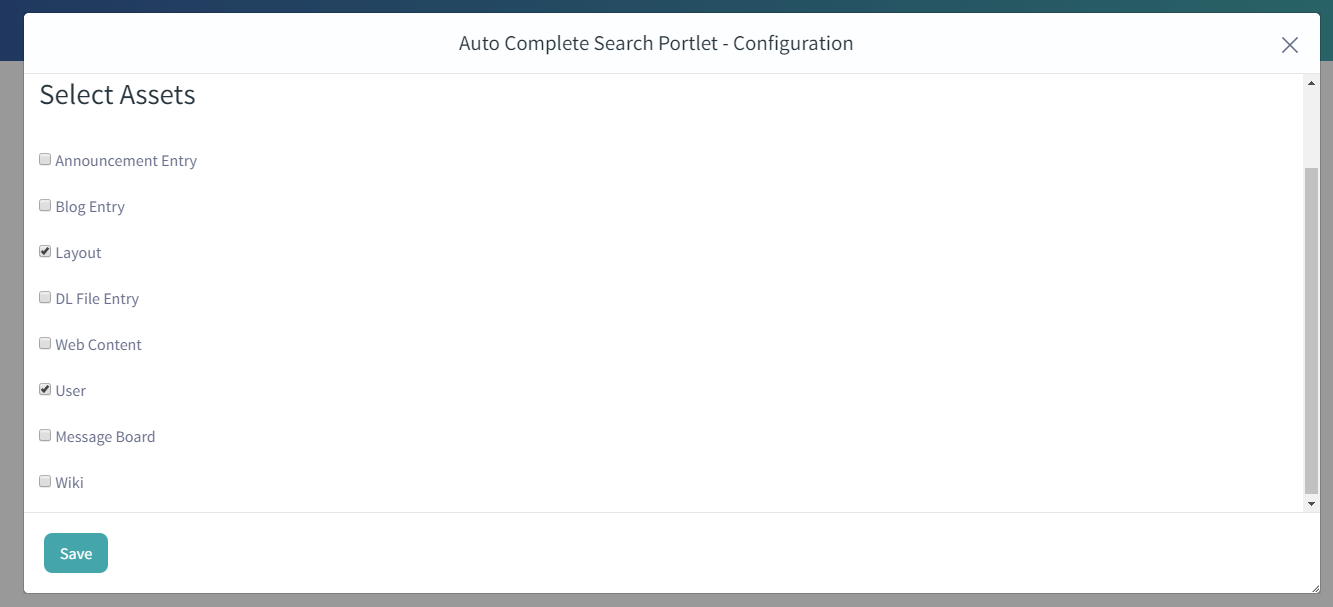 Auto Complete Search Portlet - Configuration
Select Assets
Announcement Entry
Blog Entry
Layout
DL File Entry
Web Content
User
Message Board
Wiki
Save